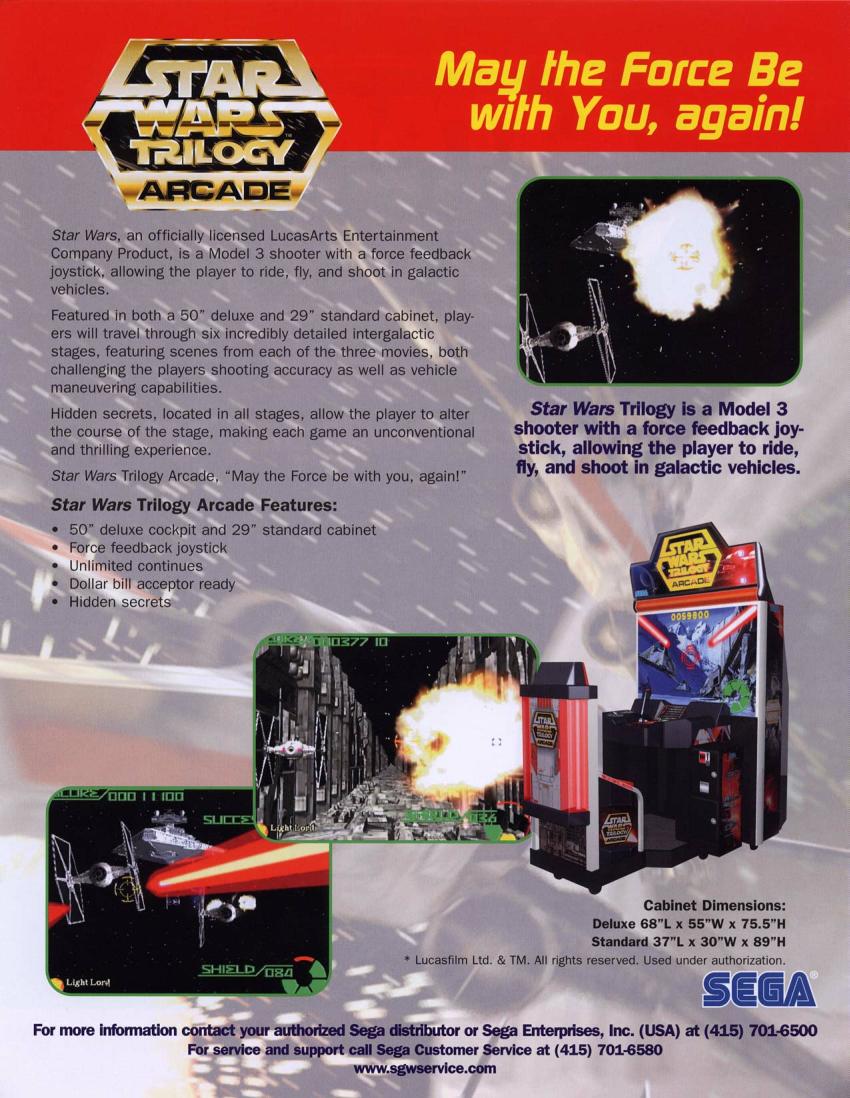 STAR
WARS
TRILOGY™
ARCADE
May the Force Be
with You, again!
Star Wars, an officially licensed LucasArts Entertainment
Company Product, is a Model 3 shooter with a force feedback
joystick, allowing the player to ride, fly, and shoot in galactic
vehicles.
Featured in both a 50” deluxe and 29” standard cabinet, play-
ers will travel through six incredibly detailed intergalactic
stages, featuring scenes from each of the three movies, both
challenging the players shooting accuracy as well as vehicle
maneuvering capabilities.
Hidden secrets, located in all stages, allow the player to alter
the course of the stage, making each game an unconventional
and thrilling experience.
Star Wars Trilogy Arcade, “May the Force be with you, again!”
Star Wars Trilogy Arcade Features:
• 50” deluxe cockpit and 29” standard cabinet
• Force feedback joystick
• Unlimited continues
• Dollar bill acceptor ready
• Hidden secrets
Star Wars Trilogy is a Model 3
shooter with a force feedback joy-
stick, allowing the player to ride,
fly, and shoot in galactic vehicles.
STAR
WARS
TRILOGY
ARCADE
SEGA
0059800
STAR
WARS
TRILOGY
ARCADE
STAR
WARS
TRILOGY
ARCADE
Light Lord
SCORE/00011100
SUCCE
SHIELD/084
Light Lord
Cabinet Dimensions:
Deluxe 68”L x 55”W x 75.5”H
Standard 37”L x 30”W x 89”H
* Lucasfilm Ltd. & TM. All rights reserved. Used under authorization.
SEGA®
For more information contact your authorized Sega distributor or Sega Enterprises, Inc. (USA) at (415) 701-6500
For service and support call Sega Customer Service at (415) 701-6580
www.sgwservice.com